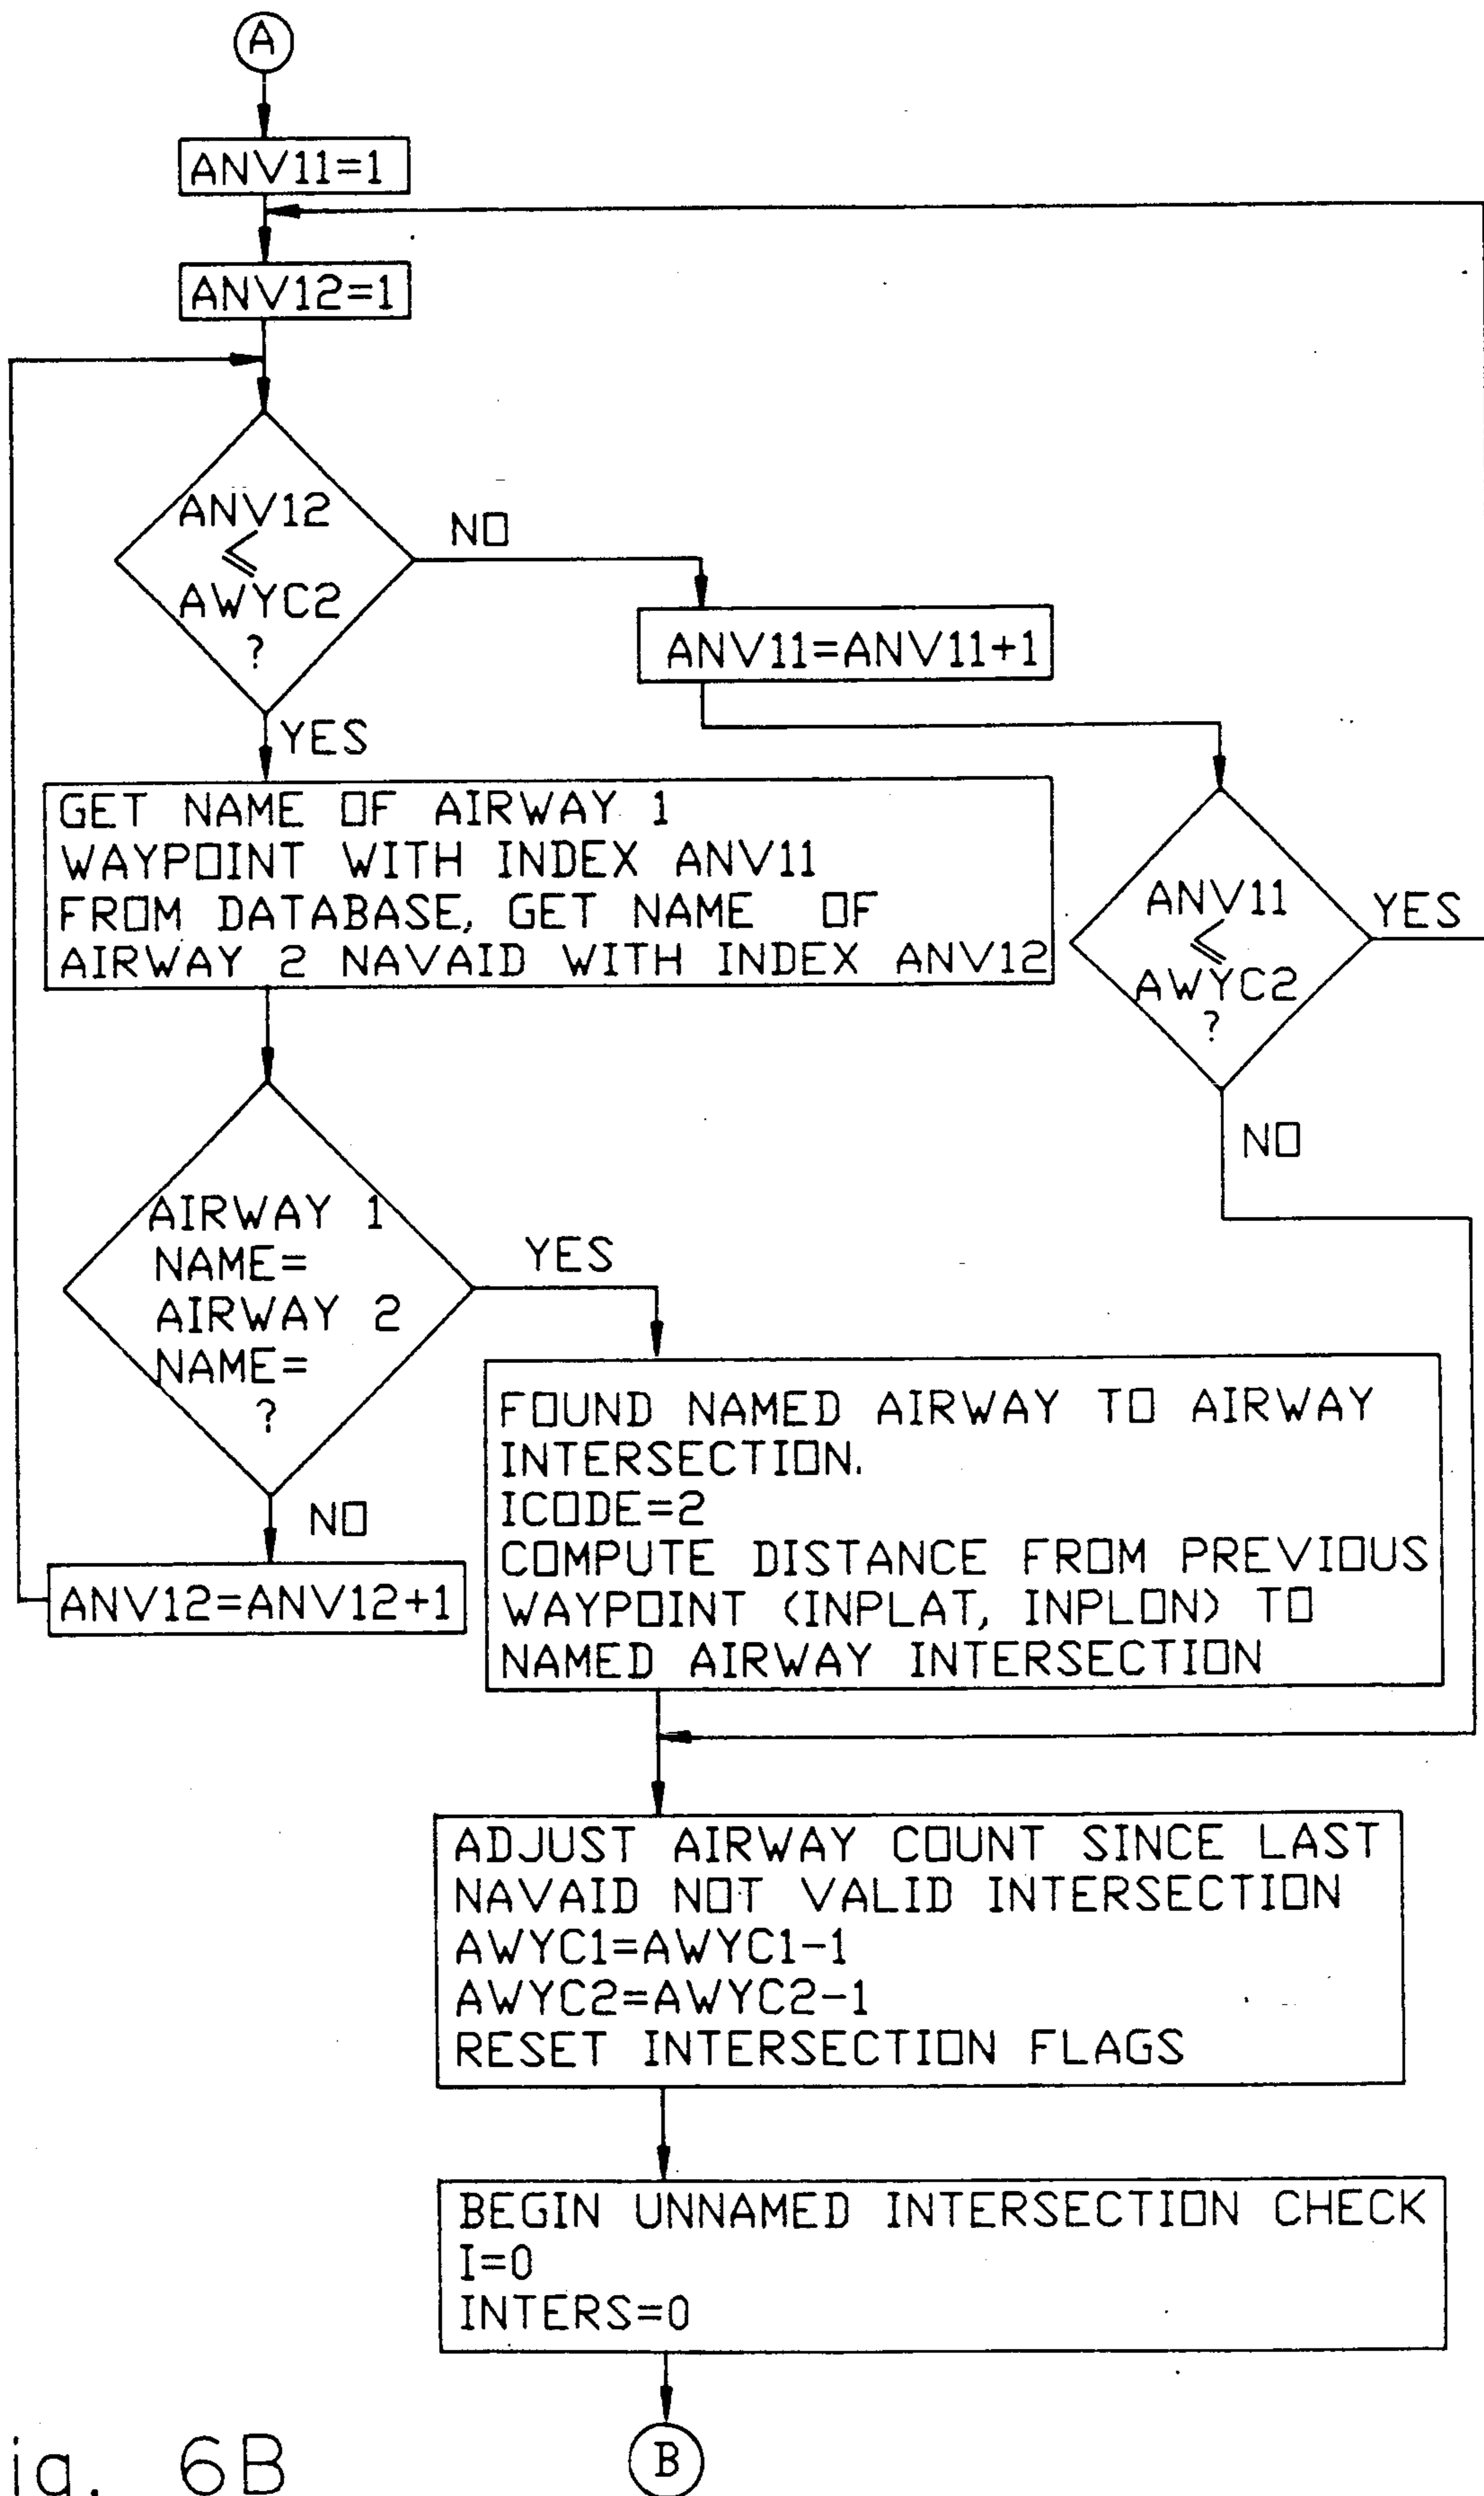 A
ANV11=1
ANV12=1
ANV12
≤
AWYC2
?
NO
ANV11=ANV11+1
YES
GET NAME OF AIRWAY 1
WAYPOINT WITH INDEX ANV11
FROM DATABASE, GET NAME OF
AIRWAY 2 NAVAID WITH INDEX ANV12
ANV11
≤
AWYC2
?
YES
NO
AIRWAY 1
NAME=
AIRWAY 2
NAME=
?
YES
NO
ANV12=ANV12+1
FOUND NAMED AIRWAY TO AIRWAY
INTERSECTION.
ICODE=2
COMPUTE DISTANCE FROM PREVIOUS
WAYPOINT (INPLAT, INPLON) TO
NAMED AIRWAY INTERSECTION
ADJUST AIRWAY COUNT SINCE LAST
NAVAID NOT VALID INTERSECTION
AWYC1=AWYC1-1
AWYC2=AWYC2-1
RESET INTERSECTION FLAGS
BEGIN UNNAMED INTERSECTION CHECK
I=0
INTERS=0
B
ig. 6B